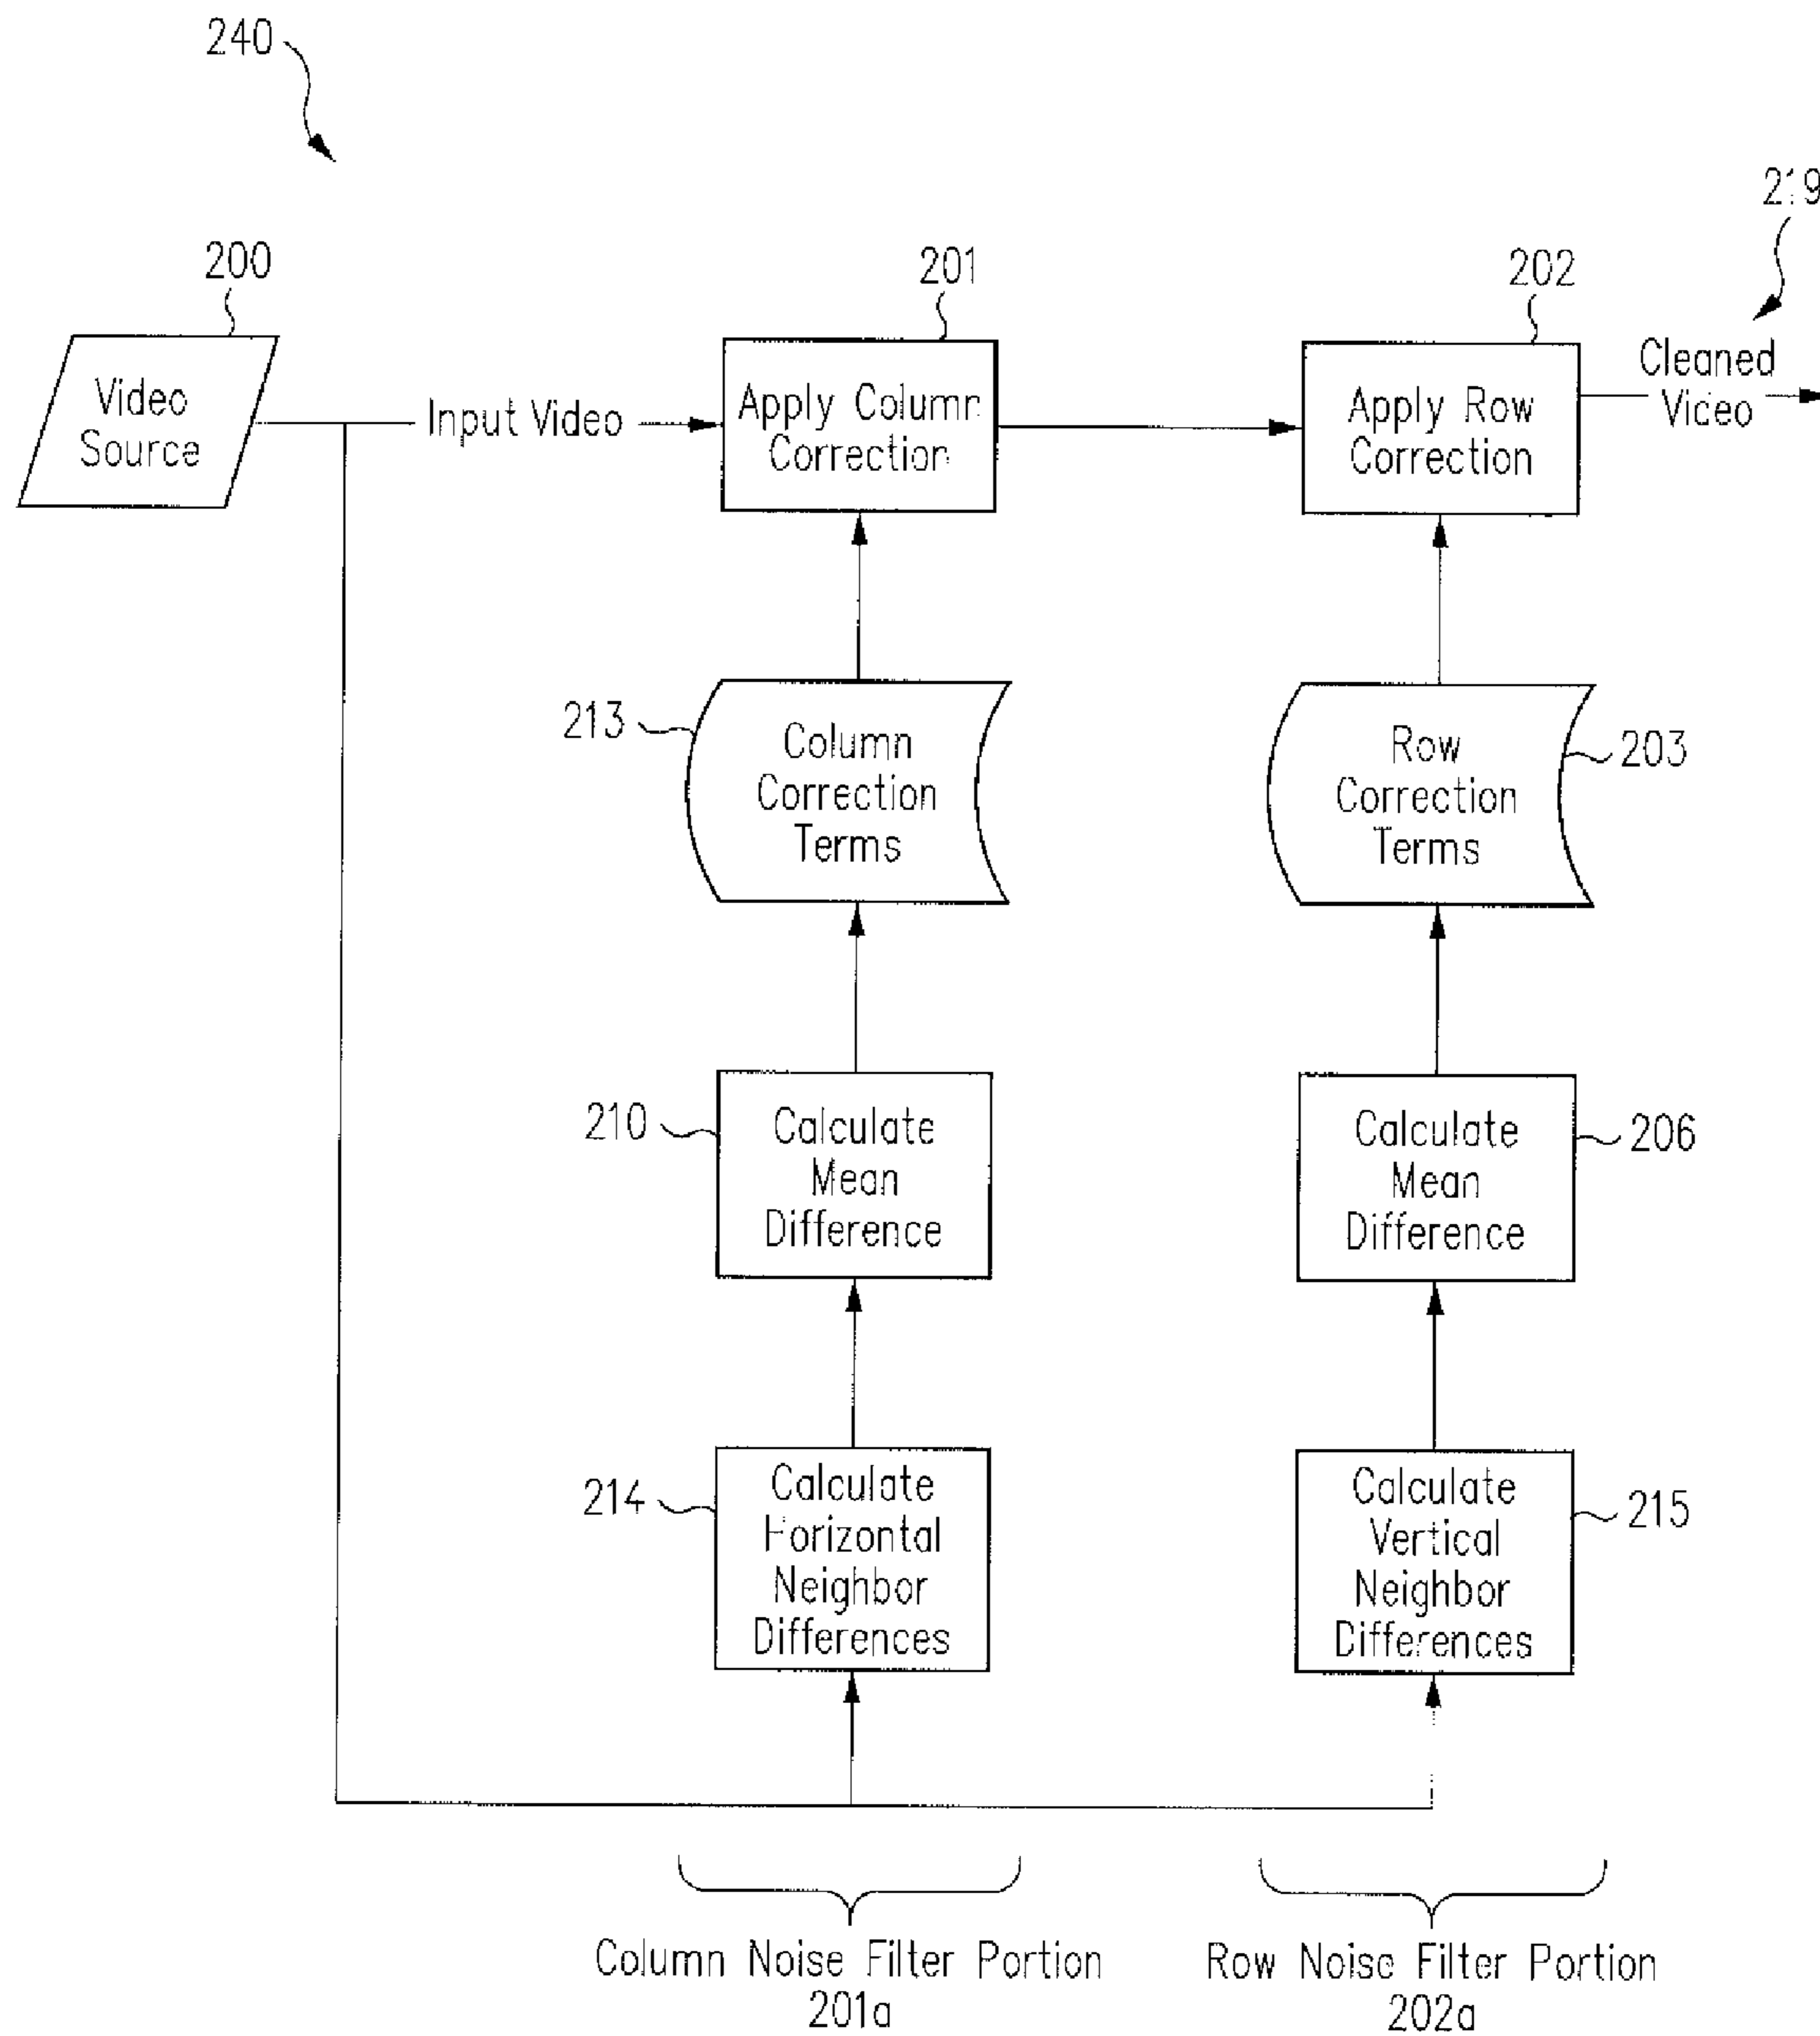 240
219
200
201
202
Video
Source
Input Video
Apply Column
Correction
Apply Row
Correction
Cleaned
Video
213
Column
Correction
Terms
Row
Correction
Terms
203
210
Calculate
Mean
Difference
Calculate
Mean
Difference
206
214
Calculate
Horizontal
Neighbor
Differences
Calculate
Vertical
Neighbor
Differences
215
Column Noise Filter Portion
201a
Row Noise Filter Portion
202a